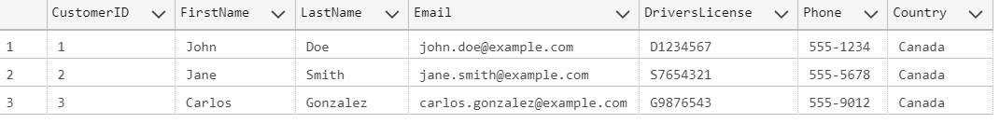 CustomerID FirstName LastName Email DriversLicense Phone Country
1 1 John Doe john.doe@example.com D1234567 555-1234 Canada
2 2 Jane Smith jane.smith@example.com S7654321 555-5678 Canada
3 3 Carlos Gonzalez carlos.gonzalez@example.com G9876543 555-9012 Canada